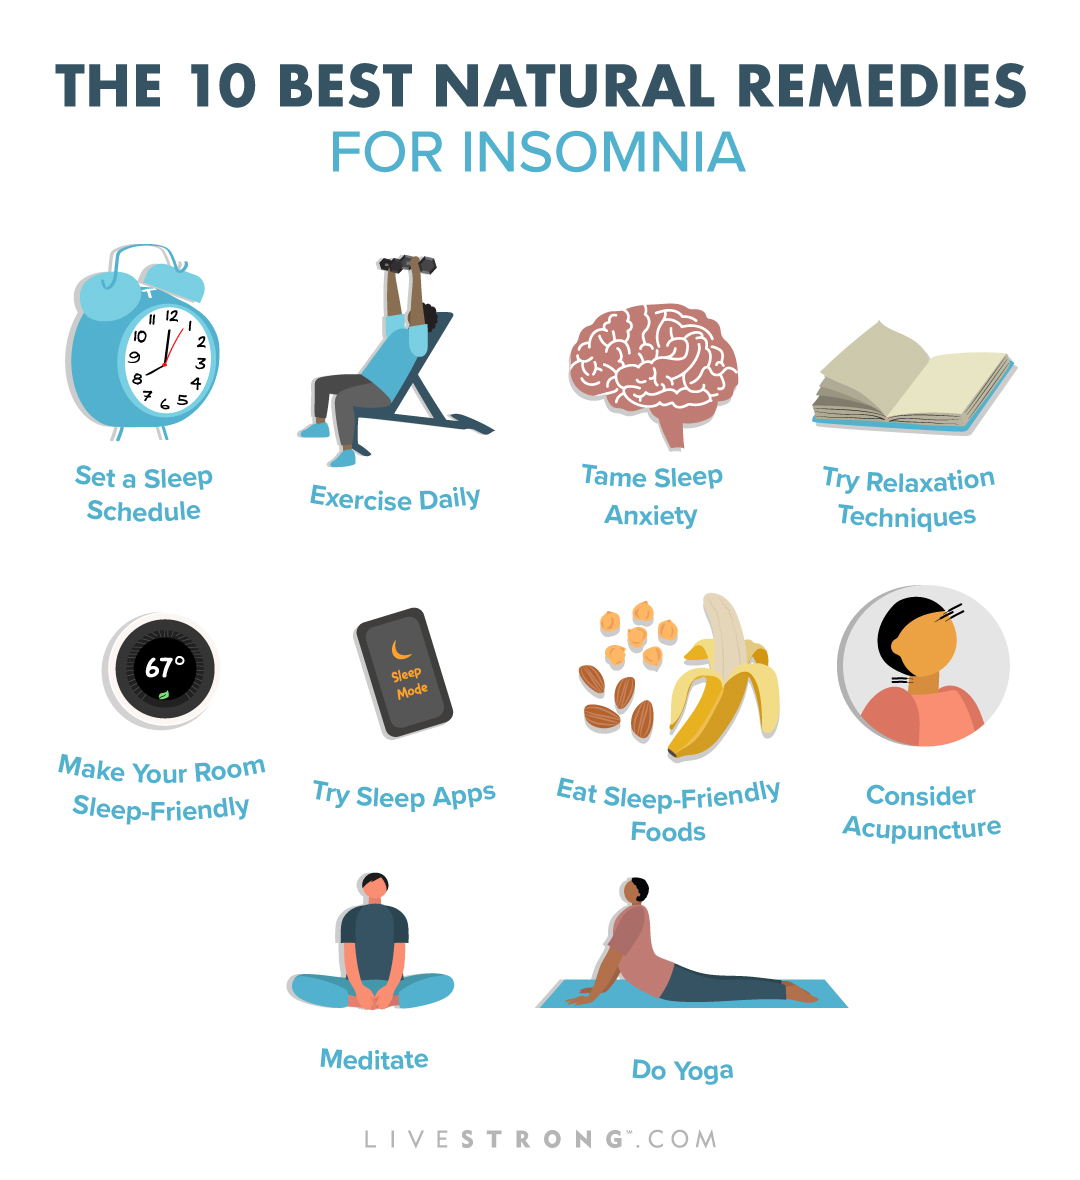 THE 10 BEST NATURAL REMEDIES
FOR INSOMNIA
12
11
1
10
2
9
3
8
4
7
5
6
Set a Sleep
Schedule
Exercise Daily
Tame Sleep
Anxiety
Try Relaxation
Techniques
67°
Make Your Room
Sleep-Friendly
Sleep
Mode
Try Sleep Apps
Eat Sleep-Friendly
Foods
Consider
Acupuncture
Meditate
Do Yoga
LIVESTRONG™.COM